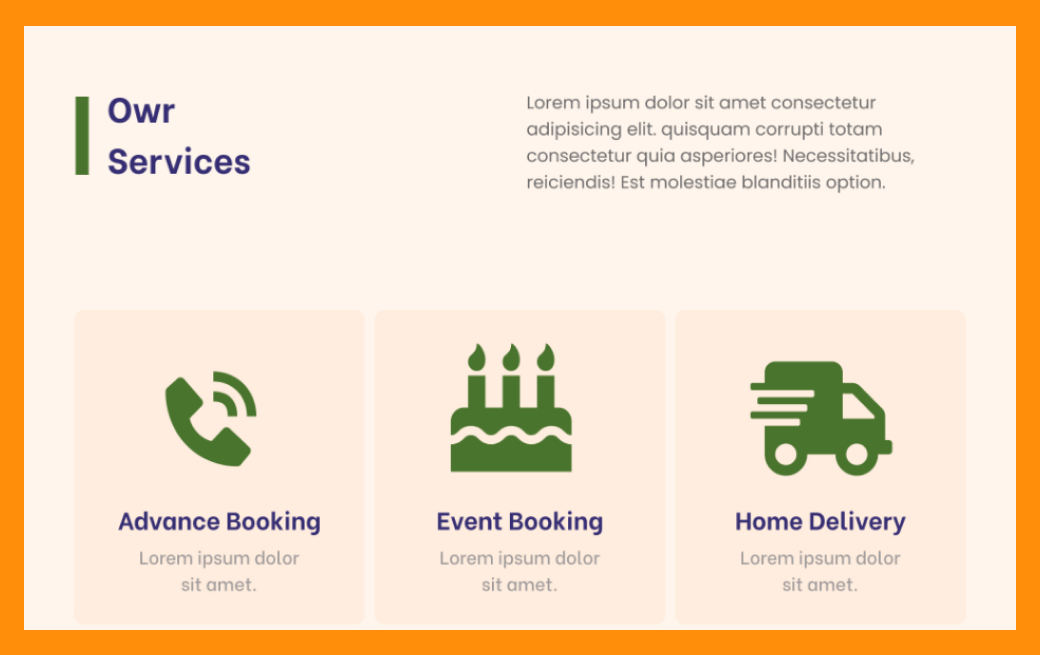 Owr
Services
Lorem ipsum dolor sit amet consectetur
adipisicing elit. quisquam corrupti totam
consectetur quia asperiores! Necessitatibus,
reiciendis! Est molestiae blanditiis option.
Advance Booking
Lorem ipsum dolor
sit amet.
Event Booking
Lorem ipsum dolor
sit amet.
Home Delivery
Lorem ipsum dolor
sit amet.